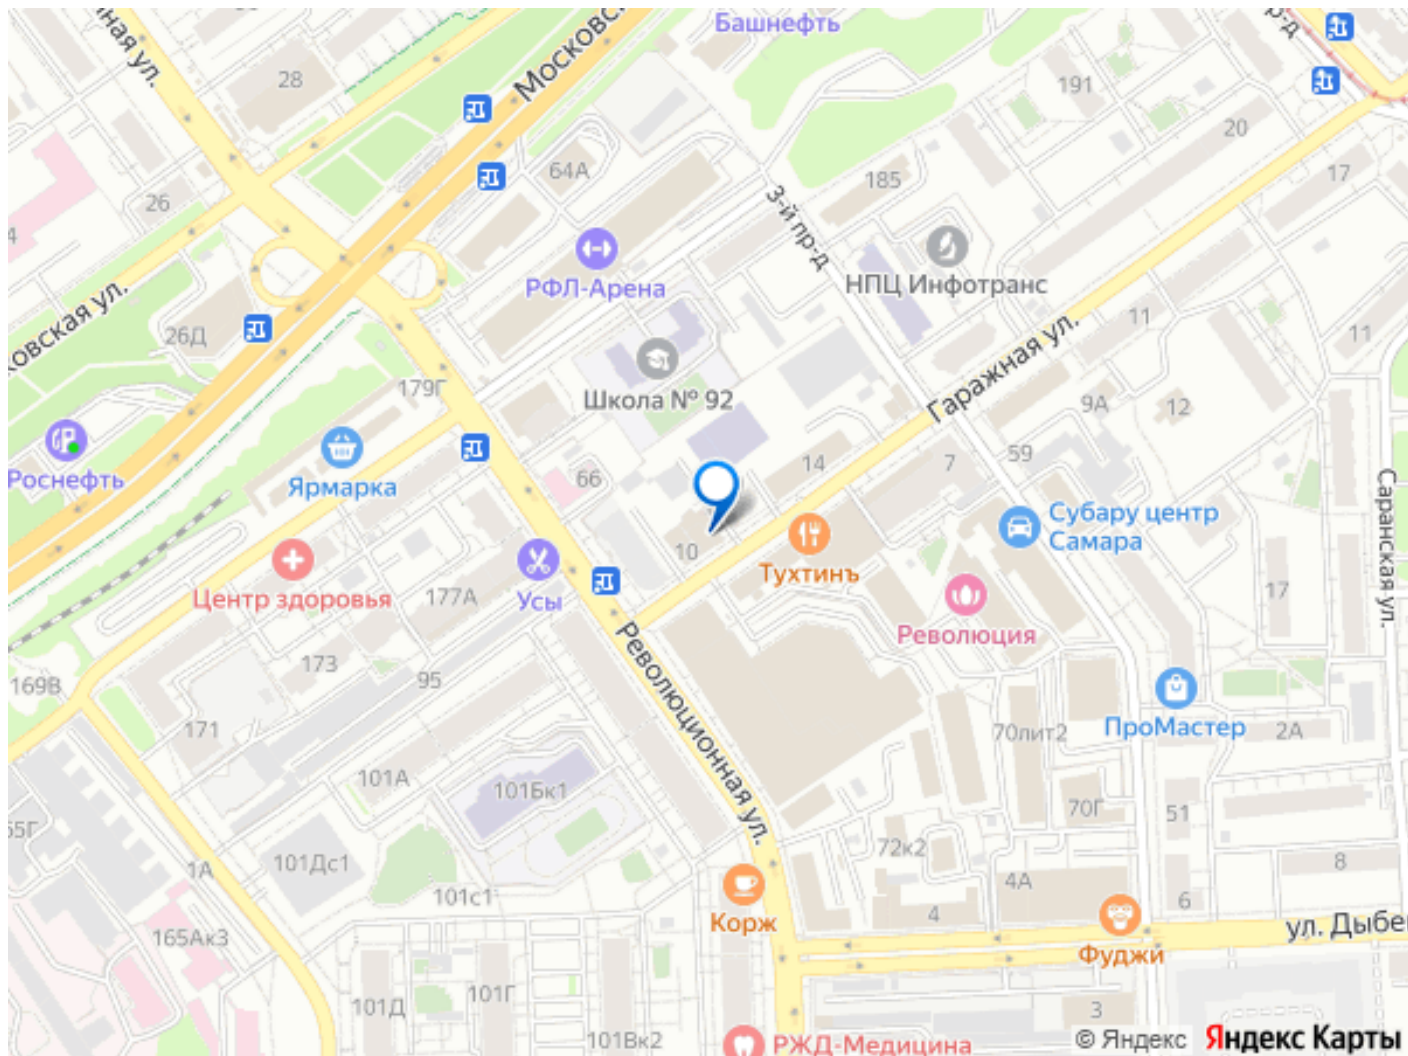 Башнефть
нная ул.
Московс
р-д
28
191
20
64А
17
185
26
3-й пр-д
4
РФЛ-Арена
НПЦ Инфотранс
11
овская ул.
26Д
11
Гаражная ул.
179Г
Школа № 92
9А
12
Роснефть
Ярмарка
66
14
7
59
Субару центр
Самара
Саранская ул.
10
Тухтинъ
Центр здоровья
177А
Усы
17
Революция
173
95
169В
Революционная ул.
171
ПроМастер
70лит2
2А
101А
101Бк1
70Г
51
65Г
72к2
1А
101Дс1
8
101с1
4А
6
4
Корж
165Ак3
ул. Дыбе
Фуджи
101Д
101Г
3
101Вк2
РЖД-Медицина
© Яндекс Яндекс Карты